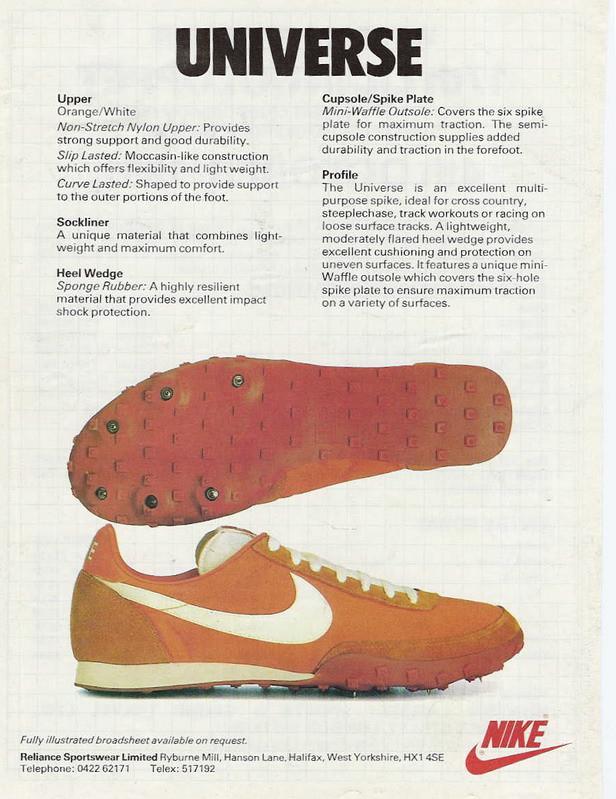 UNIVERSE
Upper
Orange/White
Non-Stretch Nylon Upper: Provides
strong support and good durability.
Slip Lasted: Moccasin-like construction
which offers flexibility and light weight.
Curve Lasted: Shaped to provide support
to the outer portions of the foot.
Sockliner
A unique material that combines light-
weight and maximum comfort.
Heel Wedge
Sponge Rubber: A highly resilient
material that provides excellent impact
shock protection.
Cupsole/Spike Plate
Mini-Waffle Outsole: Covers the six spike
plate for maximum traction. The semi-
cupsole construction supplies added
durability and traction in the forefoot.
Profile
The Universe is an excellent multi-
purpose spike, ideal for cross country,
steeplechase, track workouts or racing on
loose surface tracks. A lightweight,
moderately flared heel wedge provides
excellent cushioning and protection on
uneven surfaces. It features a unique mini-
Waffle outsole which covers the six-hole
spike plate to ensure maximum traction
on a variety of surfaces.
Fully illustrated broadsheet available on request.
Reliance Sportswear Limited Ryburne Mill, Hanson Lane, Halifax, West Yorkshire, HX1 4SE
Telephone: 0422 62171 Telex: 517192
NIKE®